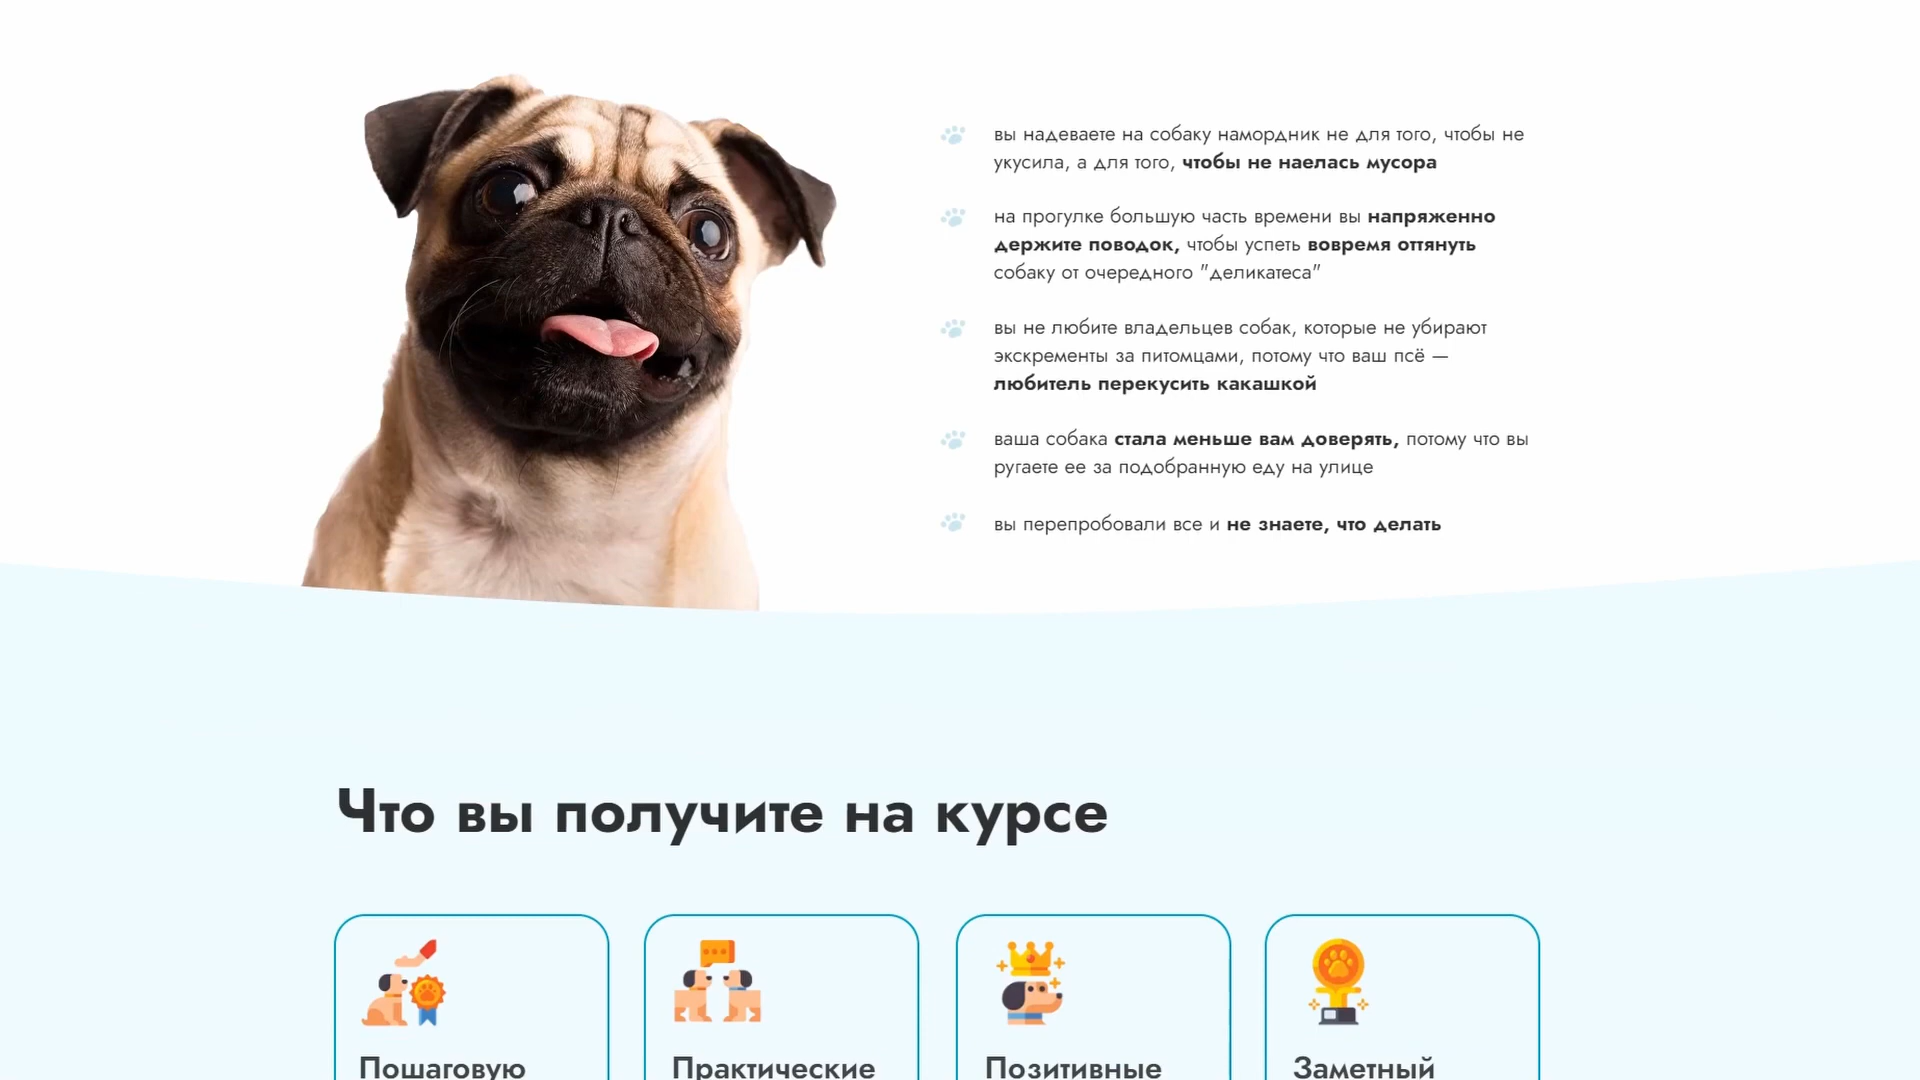 вы надеваете на собаку намордник не для того, чтобы не
укусила, а для того, чтобы не наелась мусора
на прогулке большую часть времени вы напряженно
держите поводок, чтобы успеть вовремя оттянуть
собаку от очередного "деликатеса"
вы не любите владельцев собак, которые не убирают
экскременты за питомцами, потому что ваш псё —
любитель перекусить какашкой
ваша собака стала меньше вам доверять, потому что вы
ругаете ее за подобранную еду на улице
вы перепробовали все и не знаете, что делать
Что вы получите на курсе
Пошаговую
Практические
Позитивные
Заметный